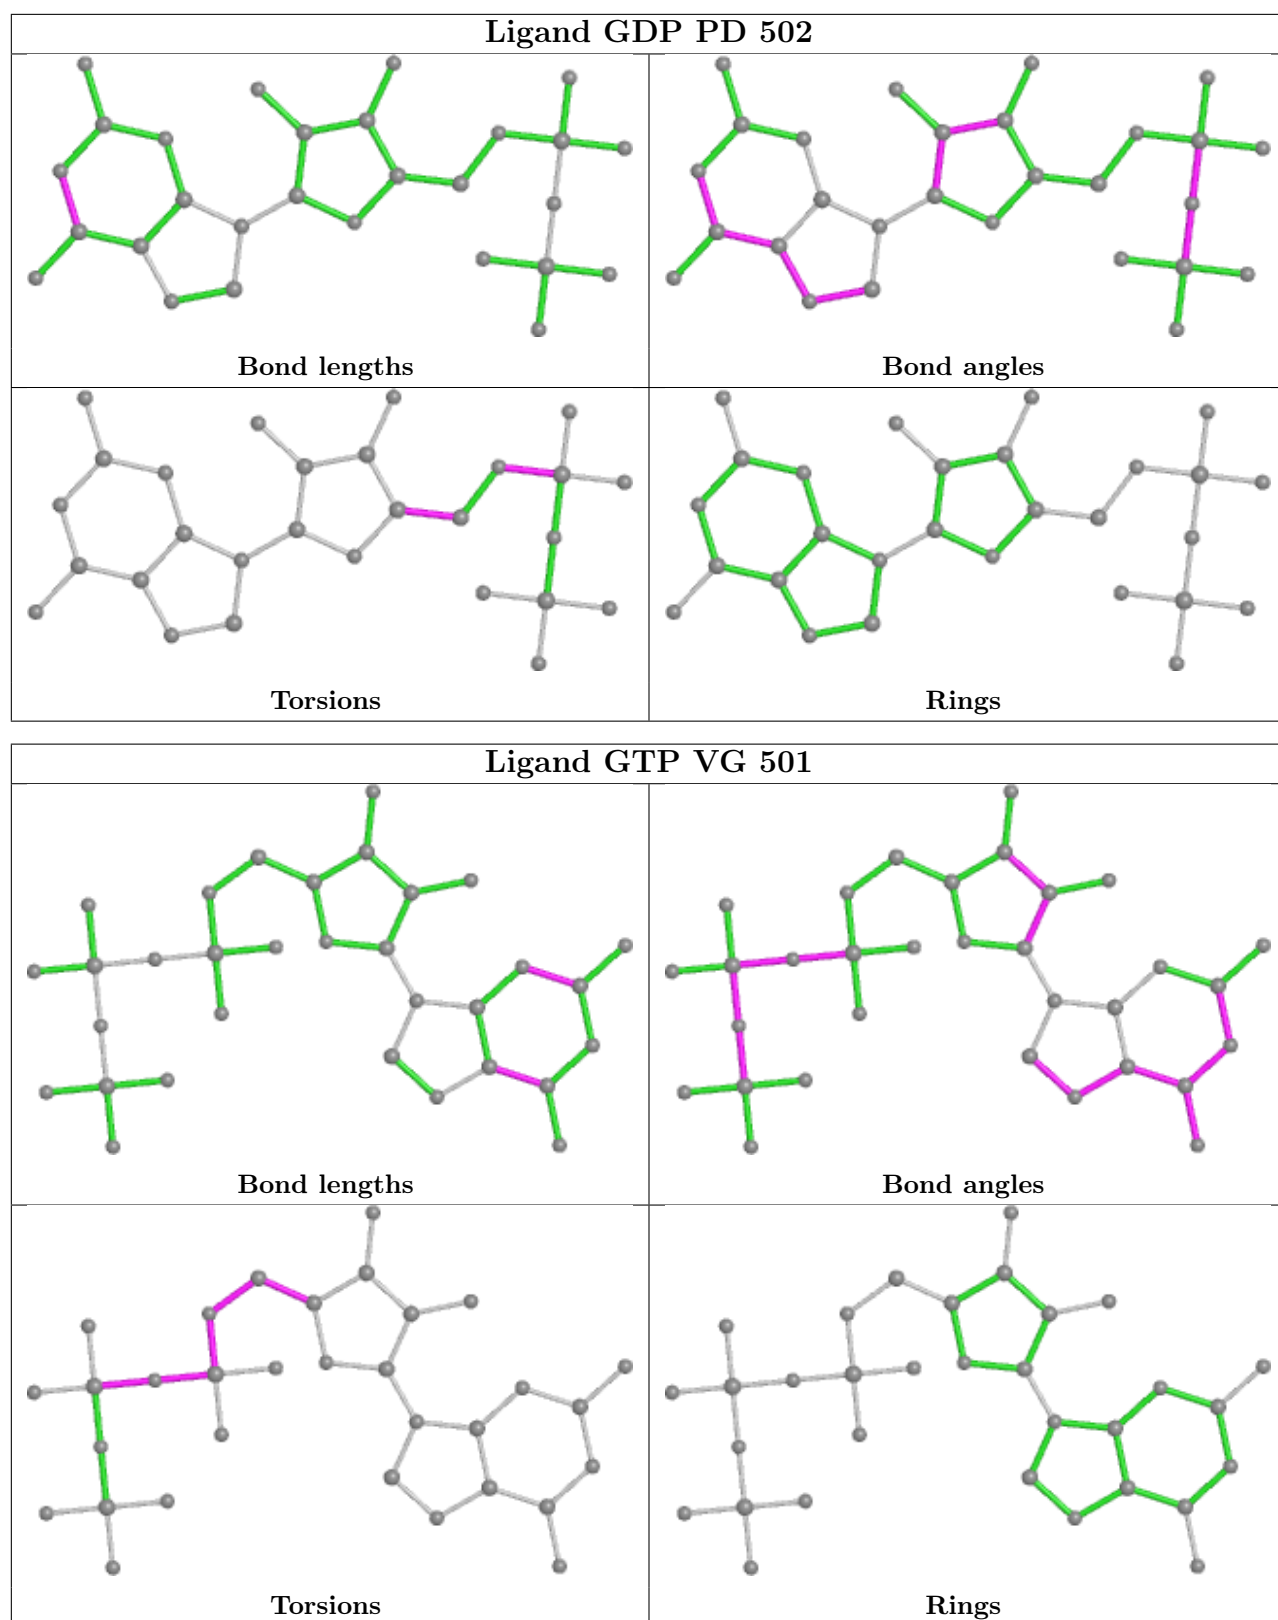 Ligand GDP PD 502
Bond lengths
Bond angles
Torsions
Rings
Ligand GTP VG 501
Bond lengths
Bond angles
Torsions
Rings